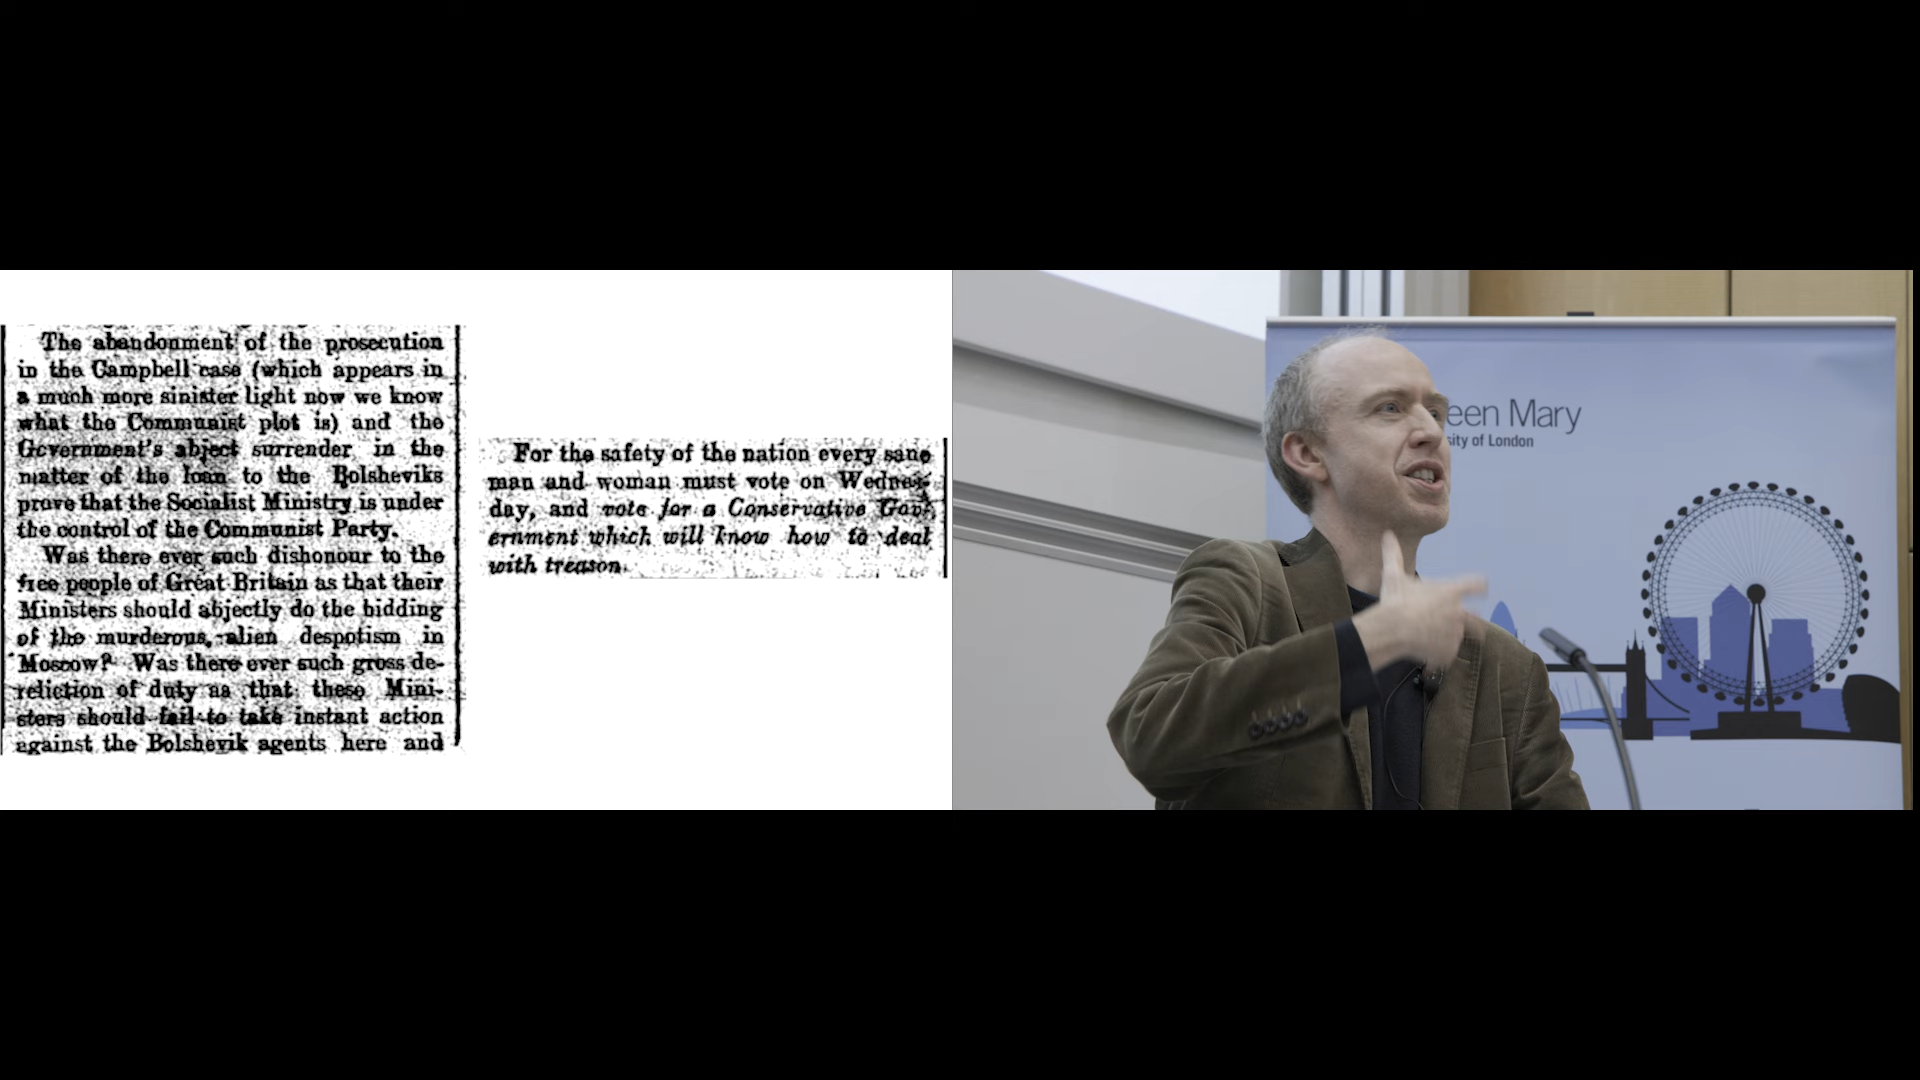 The abandonment of the prosecution
in the Campbell case (which appears in
a much more sinister light now we know
what the Communist plot is) and the
Government's abject surrender in the
matter of the loan to the Bolsheviks
prove that the Socialist Ministry is under
the control of the Communist Party.
Was there ever such dishonour to the
free people of Great Britain as that their
Ministers should abjectly do the bidding
of the murderous, alien despotism in
Moscow? Was there ever such gross de-
reliction of duty as that these Mini-
sters should fail to take instant action
against the Bolshevik agents here and
For the safety of the nation every sane
man and woman must vote on Wednes-
day, and vote for a Conservative Gov-
ernment which will know how to deal
with treason.
een Mary
sity of London